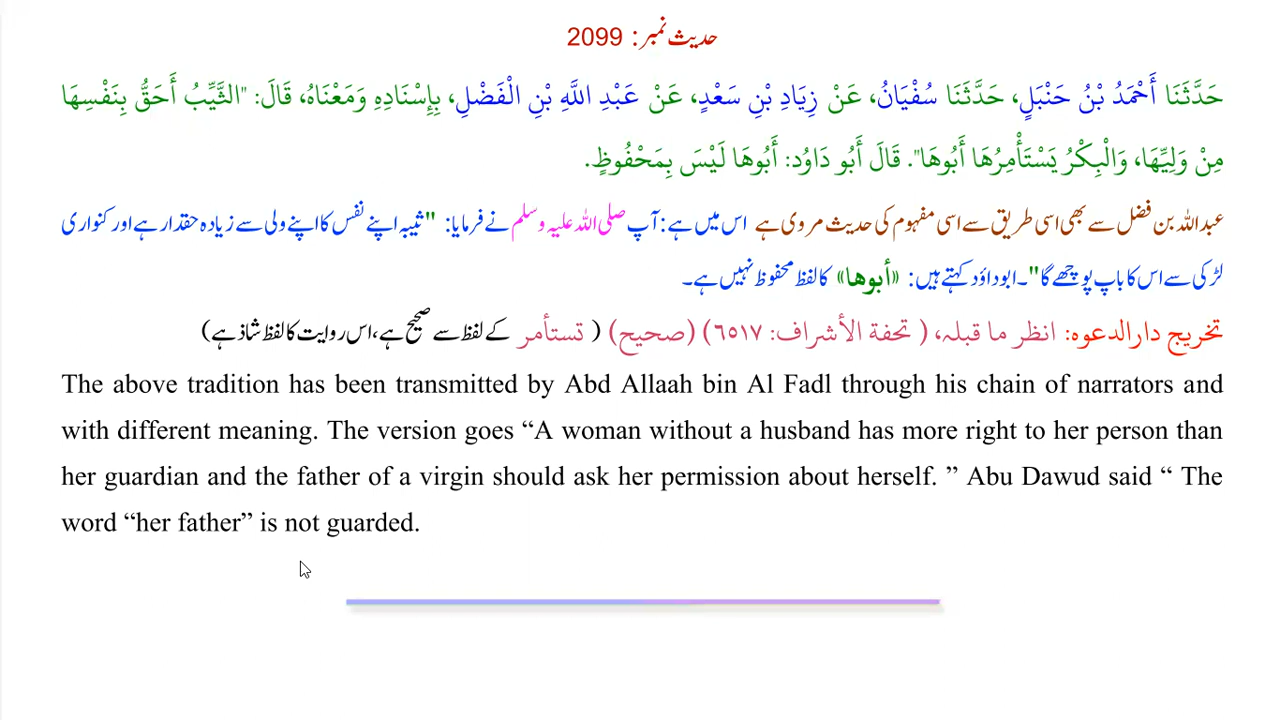 حدیث نمبر: 2099
حَدَّثَنَا أَحْمَدُ بْنُ حَنْبَلٍ، حَدَّثَنَا سُفْيَانُ، عَنْ زِيَادِ بْنِ سَعْدٍ، عَنْ عَبْدِ اللَّهِ بْنِ الْفَضْلِ، بِإِسْنَادِهِ وَمَعْنَاهُ، قَالَ: "الثَّيِّبُ أَحَقُّ بِنَفْسِهَا
مِنْ وَلِيِّهَا، وَالْبِكْرُ يَسْتَأْمِرُهَا أَبُوهَا". قَالَ أَبُو دَاوُد: أَبُوهَا لَيْسَ بِمَحْفُوظٍ.
عبداللہ بن فضل سے بھی اسی طریق سے اسی مفہوم کی حدیث مروی ہے اس میں ہے: آپ صلی اللہ علیہ وسلم نے فرمایا: "ثیبہ اپنے نفس کا اپنے ولی سے زیادہ حقدار ہے اور کنواری
لڑکی سے اس کا باپ پوچھے گا"۔ ابوداؤد کہتے ہیں: «أبوها» کا لفظ محفوظ نہیں ہے۔
تخریج دارالدعوہ: انظر ما قبلہ، ( تحفة الأشراف: ٦٥١٧) (صحیح) ( تستأمر کے لفظ سے صحیح ہے، اس روایت کا لفظ شاذ ہے)
The above tradition has been transmitted by Abd Allaah bin Al Fadl through his chain of narrators and
with different meaning. The version goes “A woman without a husband has more right to her person than
her guardian and the father of a virgin should ask her permission about herself. ” Abu Dawud said “ The
word “her father” is not guarded.